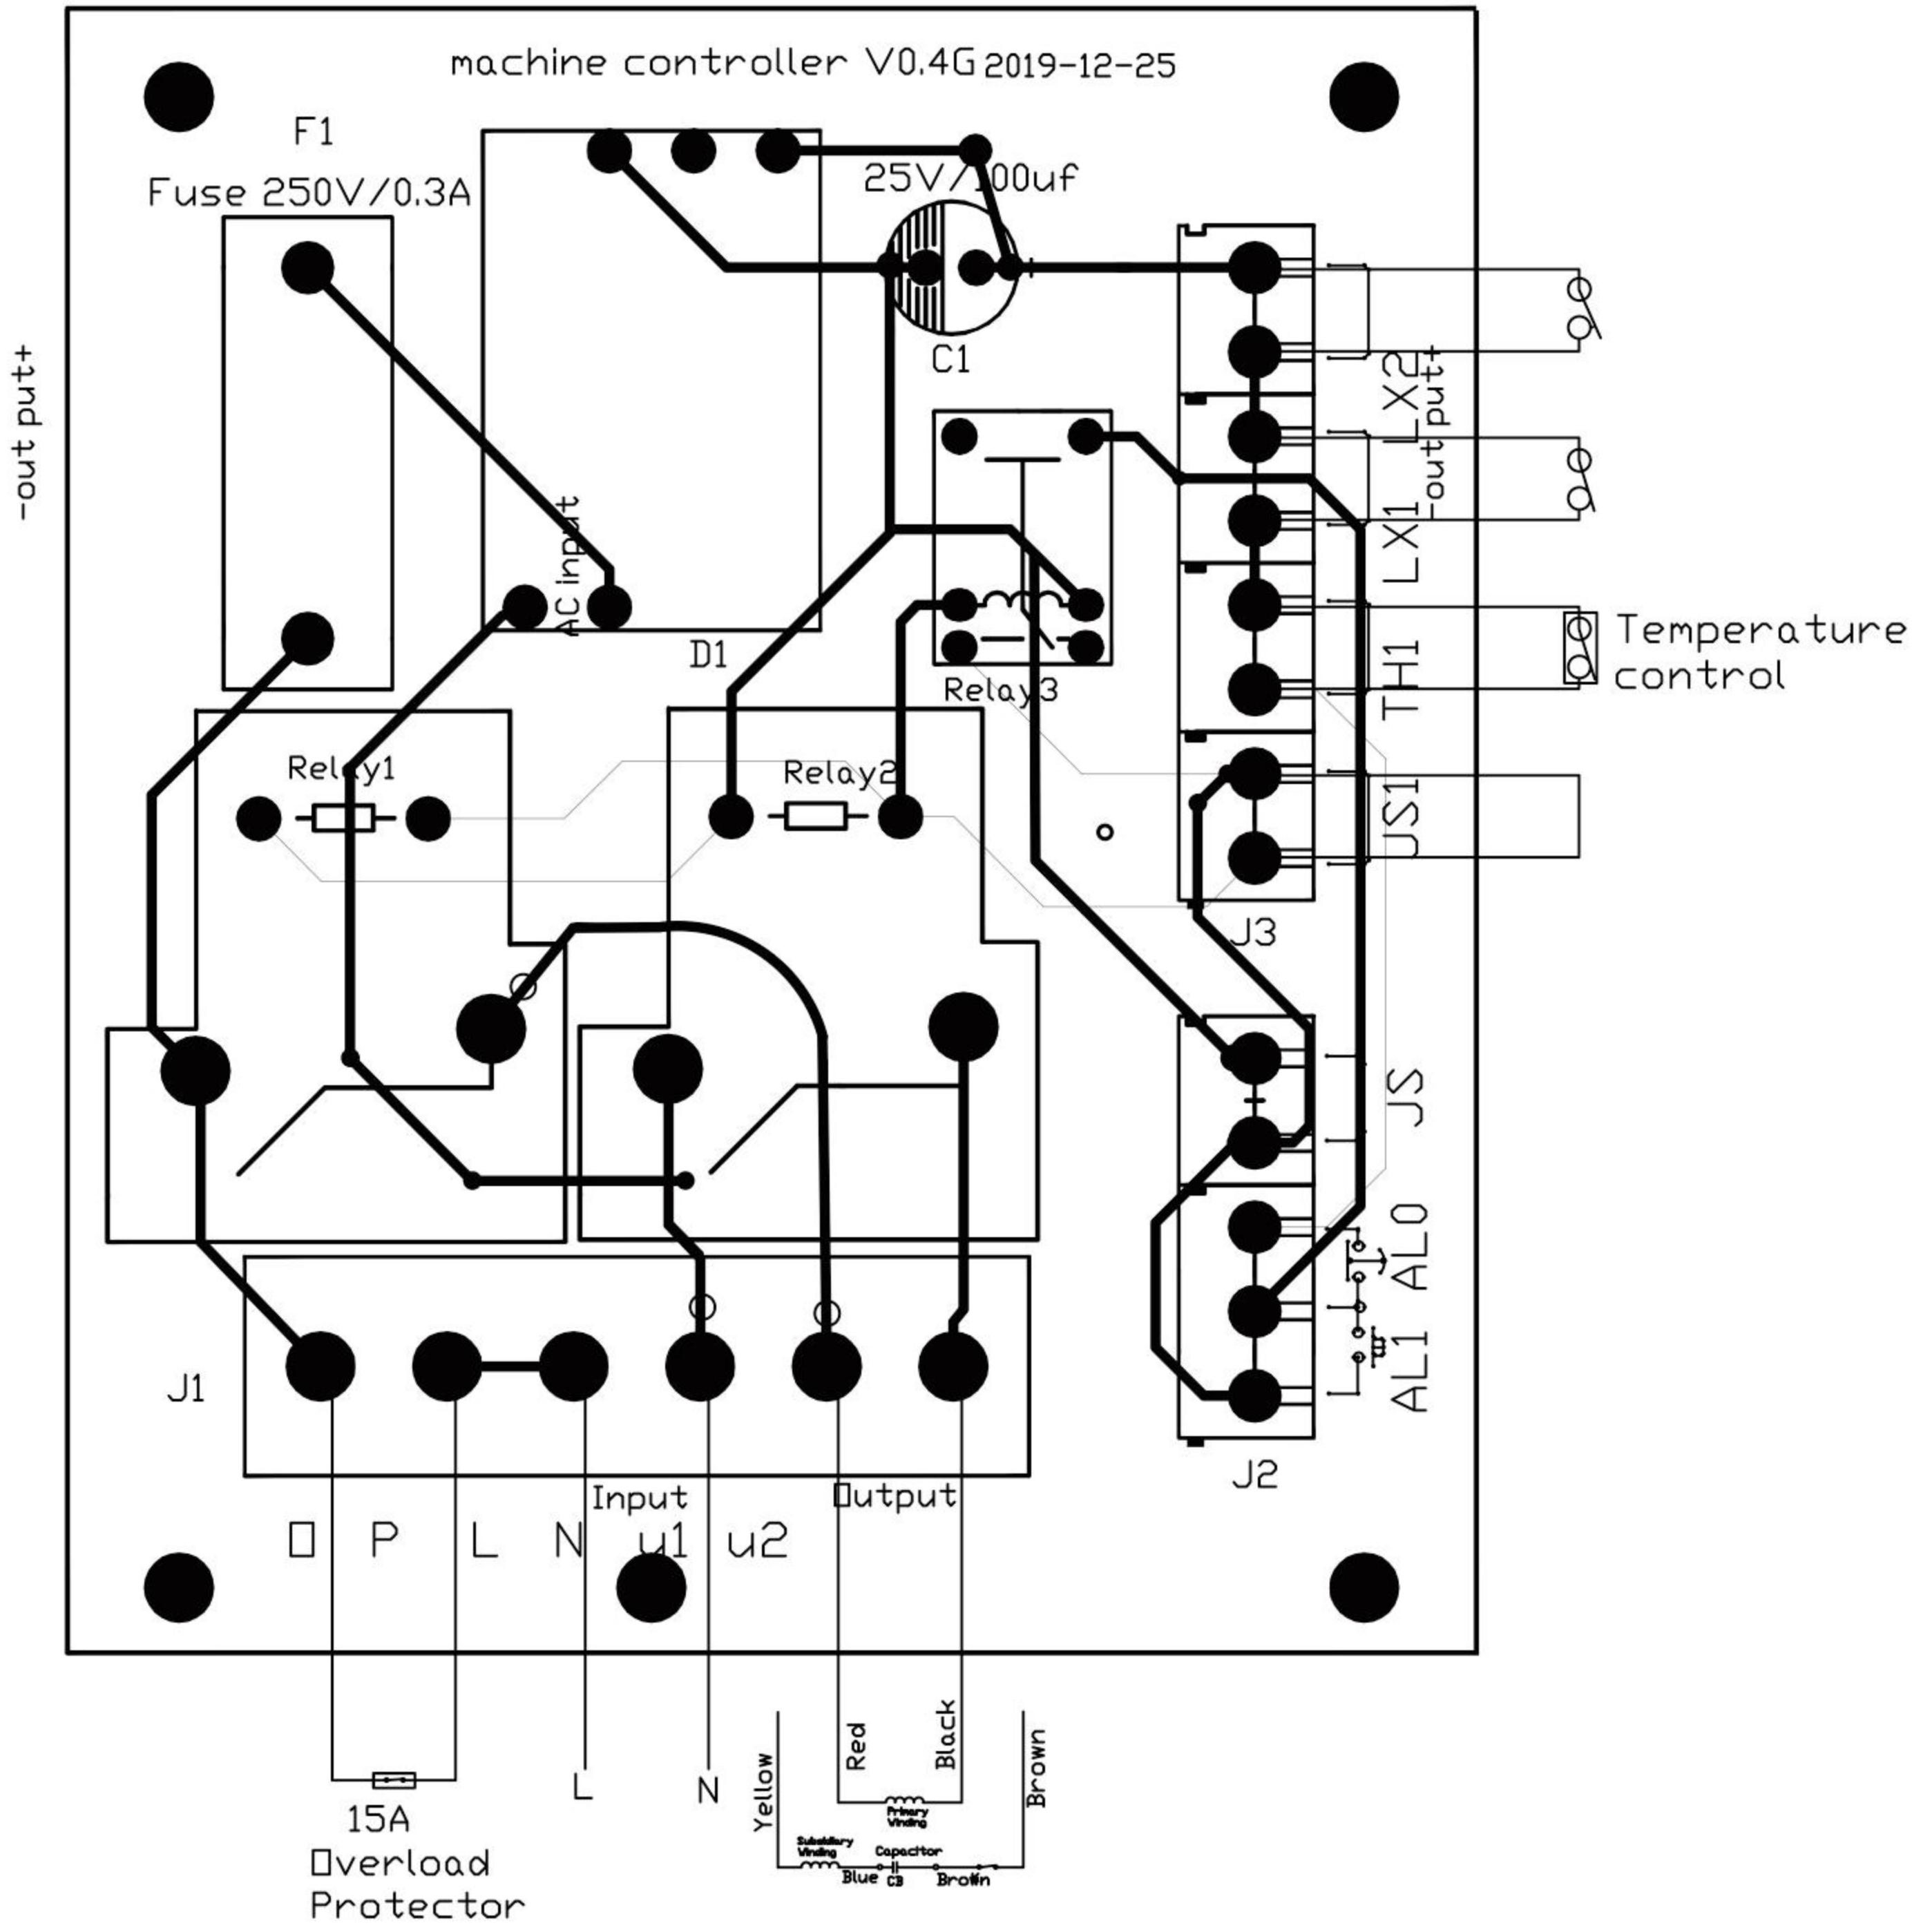 machine controller V0.4G 2019-12-25
F1
Fuse 250V/0.3A
25V/100uf
C1
-out put+
-out put+
LX2
LX1
AC input
D1
TH1
Temperature
control
Relay3
Relay1
Relay2
JS1
J3
JS
AL0
AL1
J2
J1
Input
Output
O P L N u1 u2
L
N
15A
Overload
Protector
Yellow
Red
Black
Brown
Primary
Winding
Subsidiary
Winding
Capacitor
Blue
CB